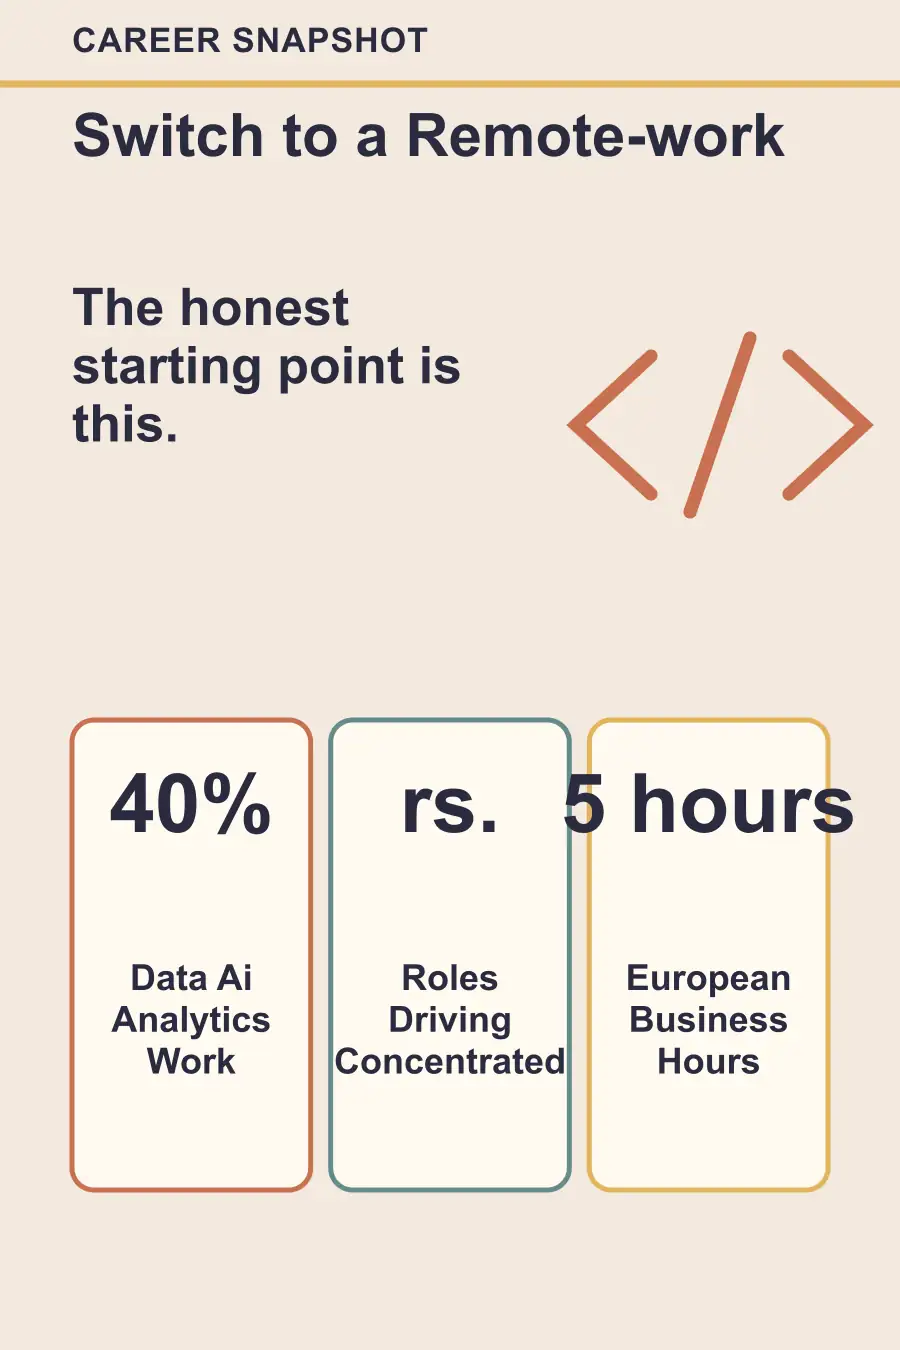 CAREER SNAPSHOT
Switch to a Remote-work
The honest
starting point is
this.
40%
Data Ai
Analytics
Work
rs.
Roles
Driving
Concentrated
5 hours
European
Business
Hours